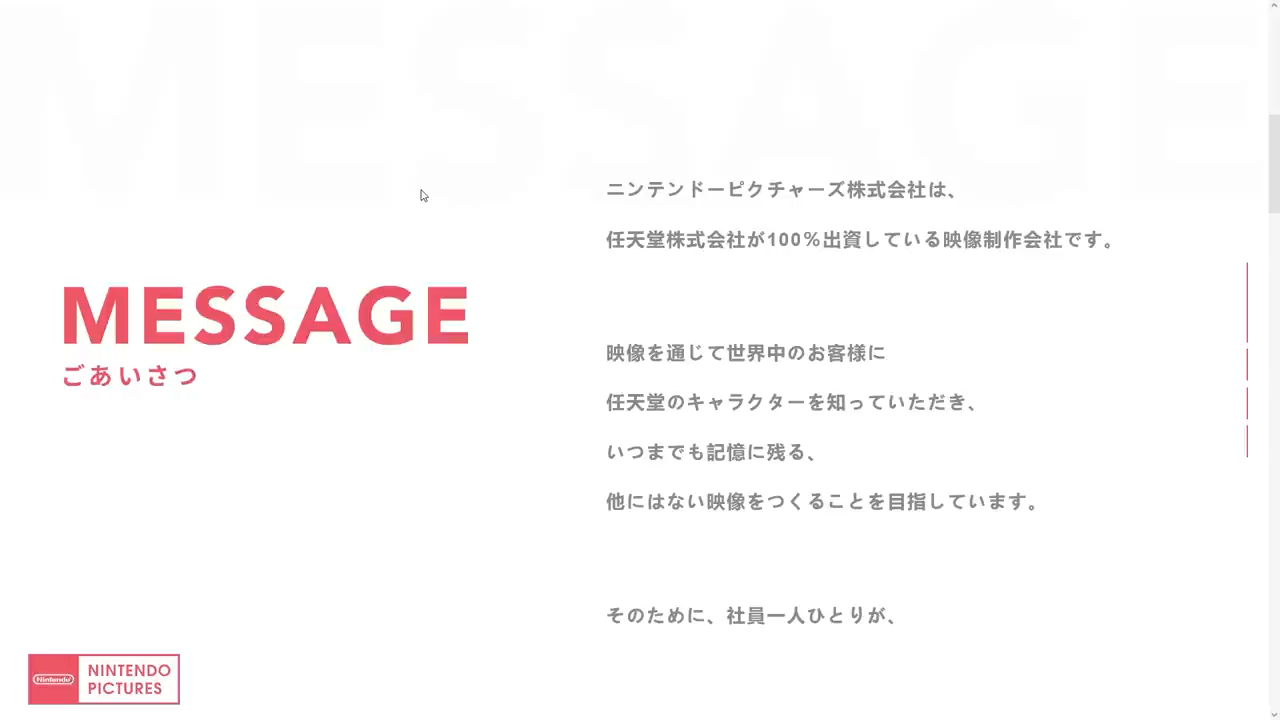 MESSAGE
MESSAGE
ごあいさつ
ニンテンドーピクチャーズ株式会社は、
任天堂株式会社が100％出資している映像制作会社です。
映像を通じて世界中のお客様に
任天堂のキャラクターを知っていただき、
いつまでも記憶に残る、
他にはない映像をつくることを目指しています。
そのために、社員一人ひとりが、
Nintendo
NINTENDO
PICTURES